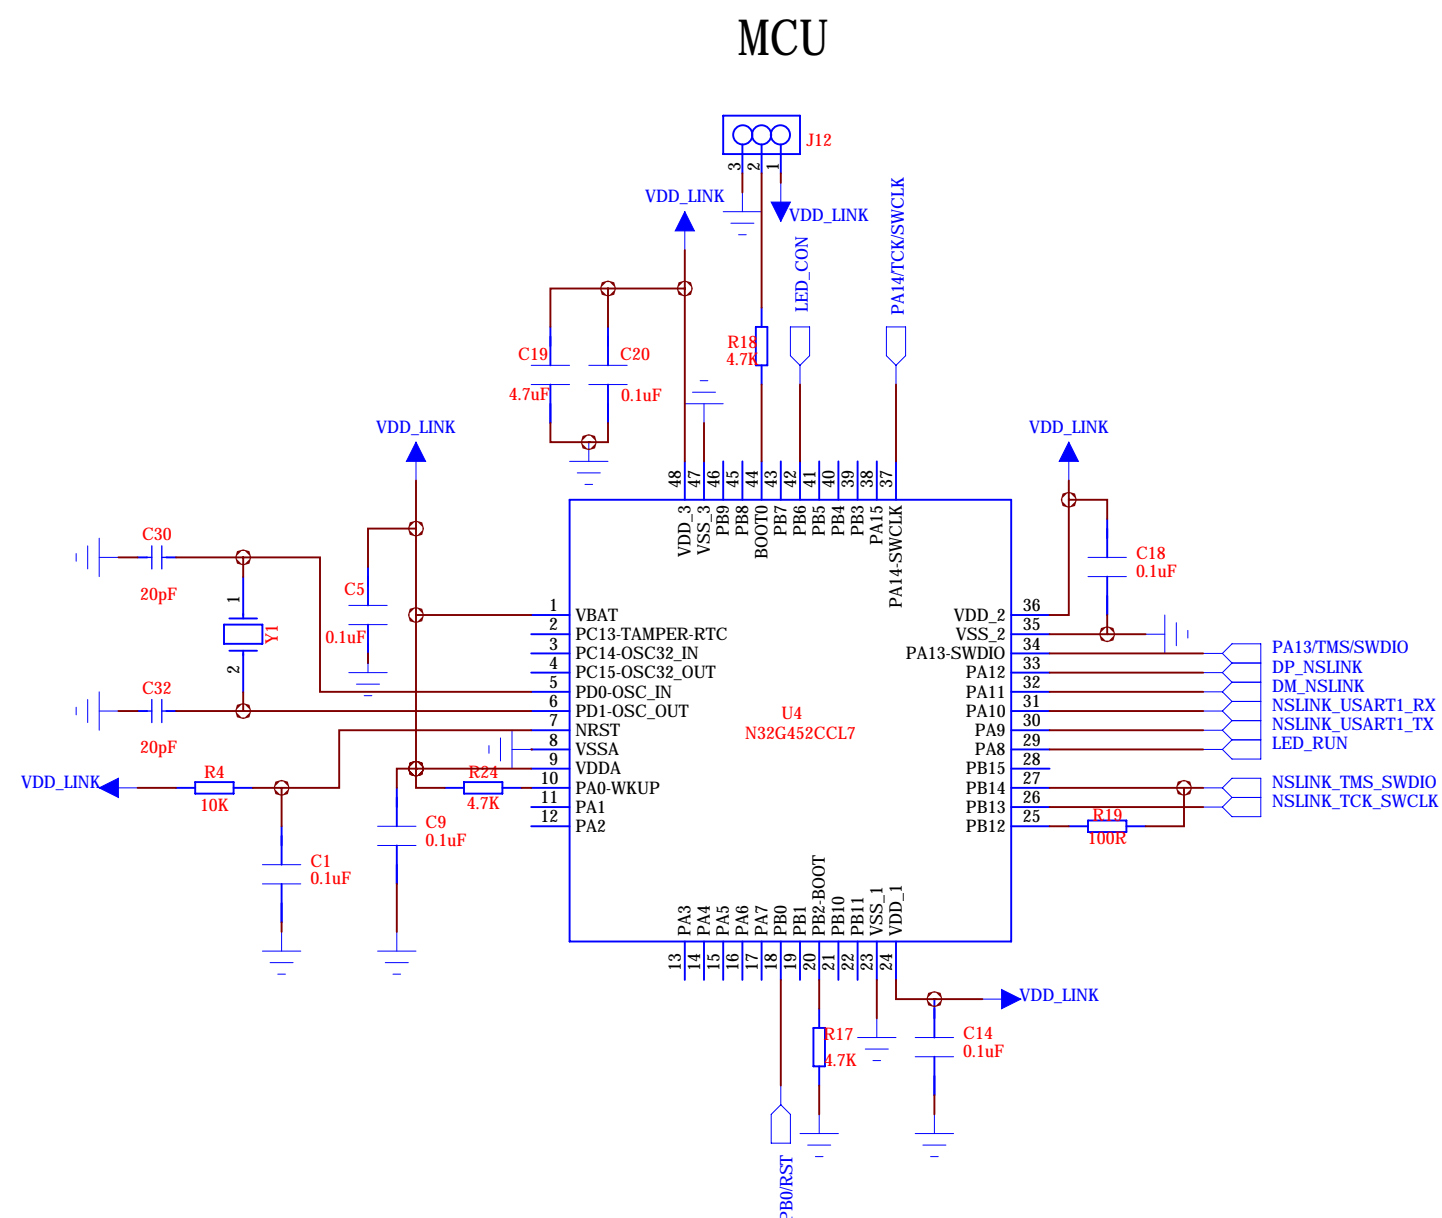 MCU
J12
3
2
1
VDD_LINK
VDD_LINK
LED_CON
PA14/TCK/SWCLK
R18
4.7K
C19
4.7uF
C20
0.1uF
VDD_LINK
VDD_LINK
48
47
46
45
44
43
42
41
40
39
38
37
VDD_3
VSS_3
PB9
PB8
BOOT0
PB7
PB6
PB5
PB4
PB3
PA15
PA14-SWCLK
C30
20pF
C5
0.1uF
C18
0.1uF
1
Y1
2
C32
20pF
1 VBAT
2 PC13-TAMPER-RTC
3 PC14-OSC32_IN
4 PC15-OSC32_OUT
5 PD0-OSC_IN
6 PD1-OSC_OUT
7 NRST
8 VSSA
9 VDDA
10 PA0-WKUP
11 PA1
12 PA2
U4
N32G452CCL7
VDD_2 36
VSS_2 35
PA13-SWDIO 34 PA13/TMS/SWDIO
PA12 33 DP_NSLINK
PA11 32 DM_NSLINK
PA10 31 NSLINK_USART1_RX
PA9 30 NSLINK_USART1_TX
PA8 29 LED_RUN
PB15 28
PB14 27 NSLINK_TMS_SWDIO
PB13 26 NSLINK_TCK_SWCLK
PB12 25
R19
100R
VDD_LINK
R4
10K
R24
4.7K
C9
0.1uF
C1
0.1uF
PA3
PA4
PA5
PA6
PA7
PB0
PB1
PB2-BOOT
PB10
PB11
VSS_1
VDD_1
13
14
15
16
17
18
19
20
21
22
23
24
VDD_LINK
R17
4.7K
C14
0.1uF
PB0/RST